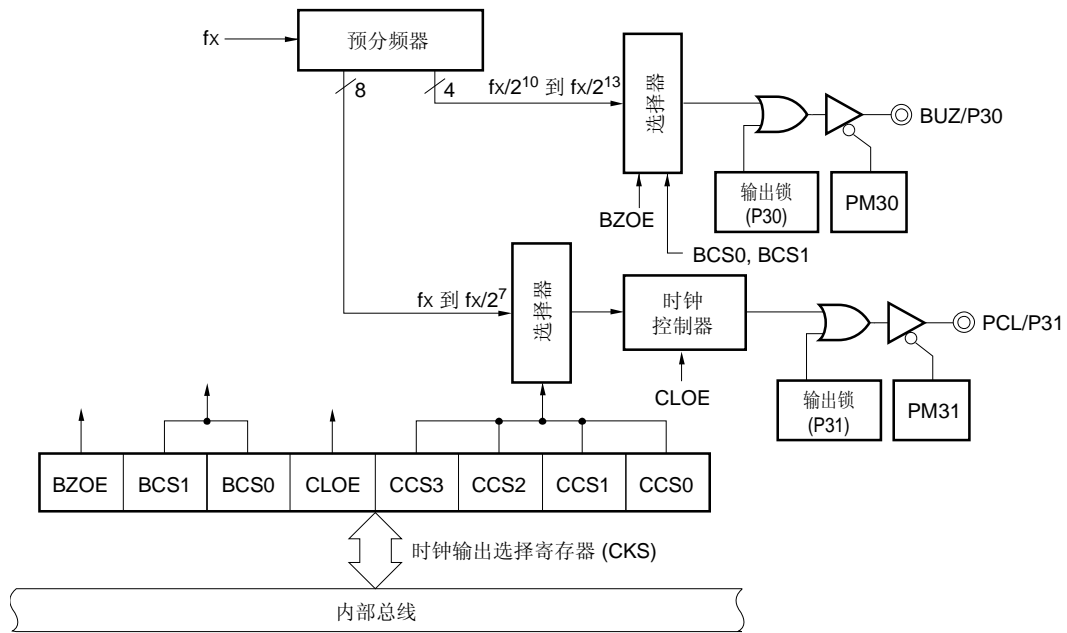 fx
预分频器
8
4
fx/2¹⁰ 到 fx/2¹³
选择器
BUZ/P30
输出锁
(P30)
PM30
BZOE
BCS0, BCS1
fx 到 fx/2⁷
选择器
时钟
控制器
PCL/P31
CLOE
输出锁
(P31)
PM31
BZOE BCS1 BCS0 CLOE CCS3 CCS2 CCS1 CCS0
时钟输出选择寄存器 (CKS)
内部总线